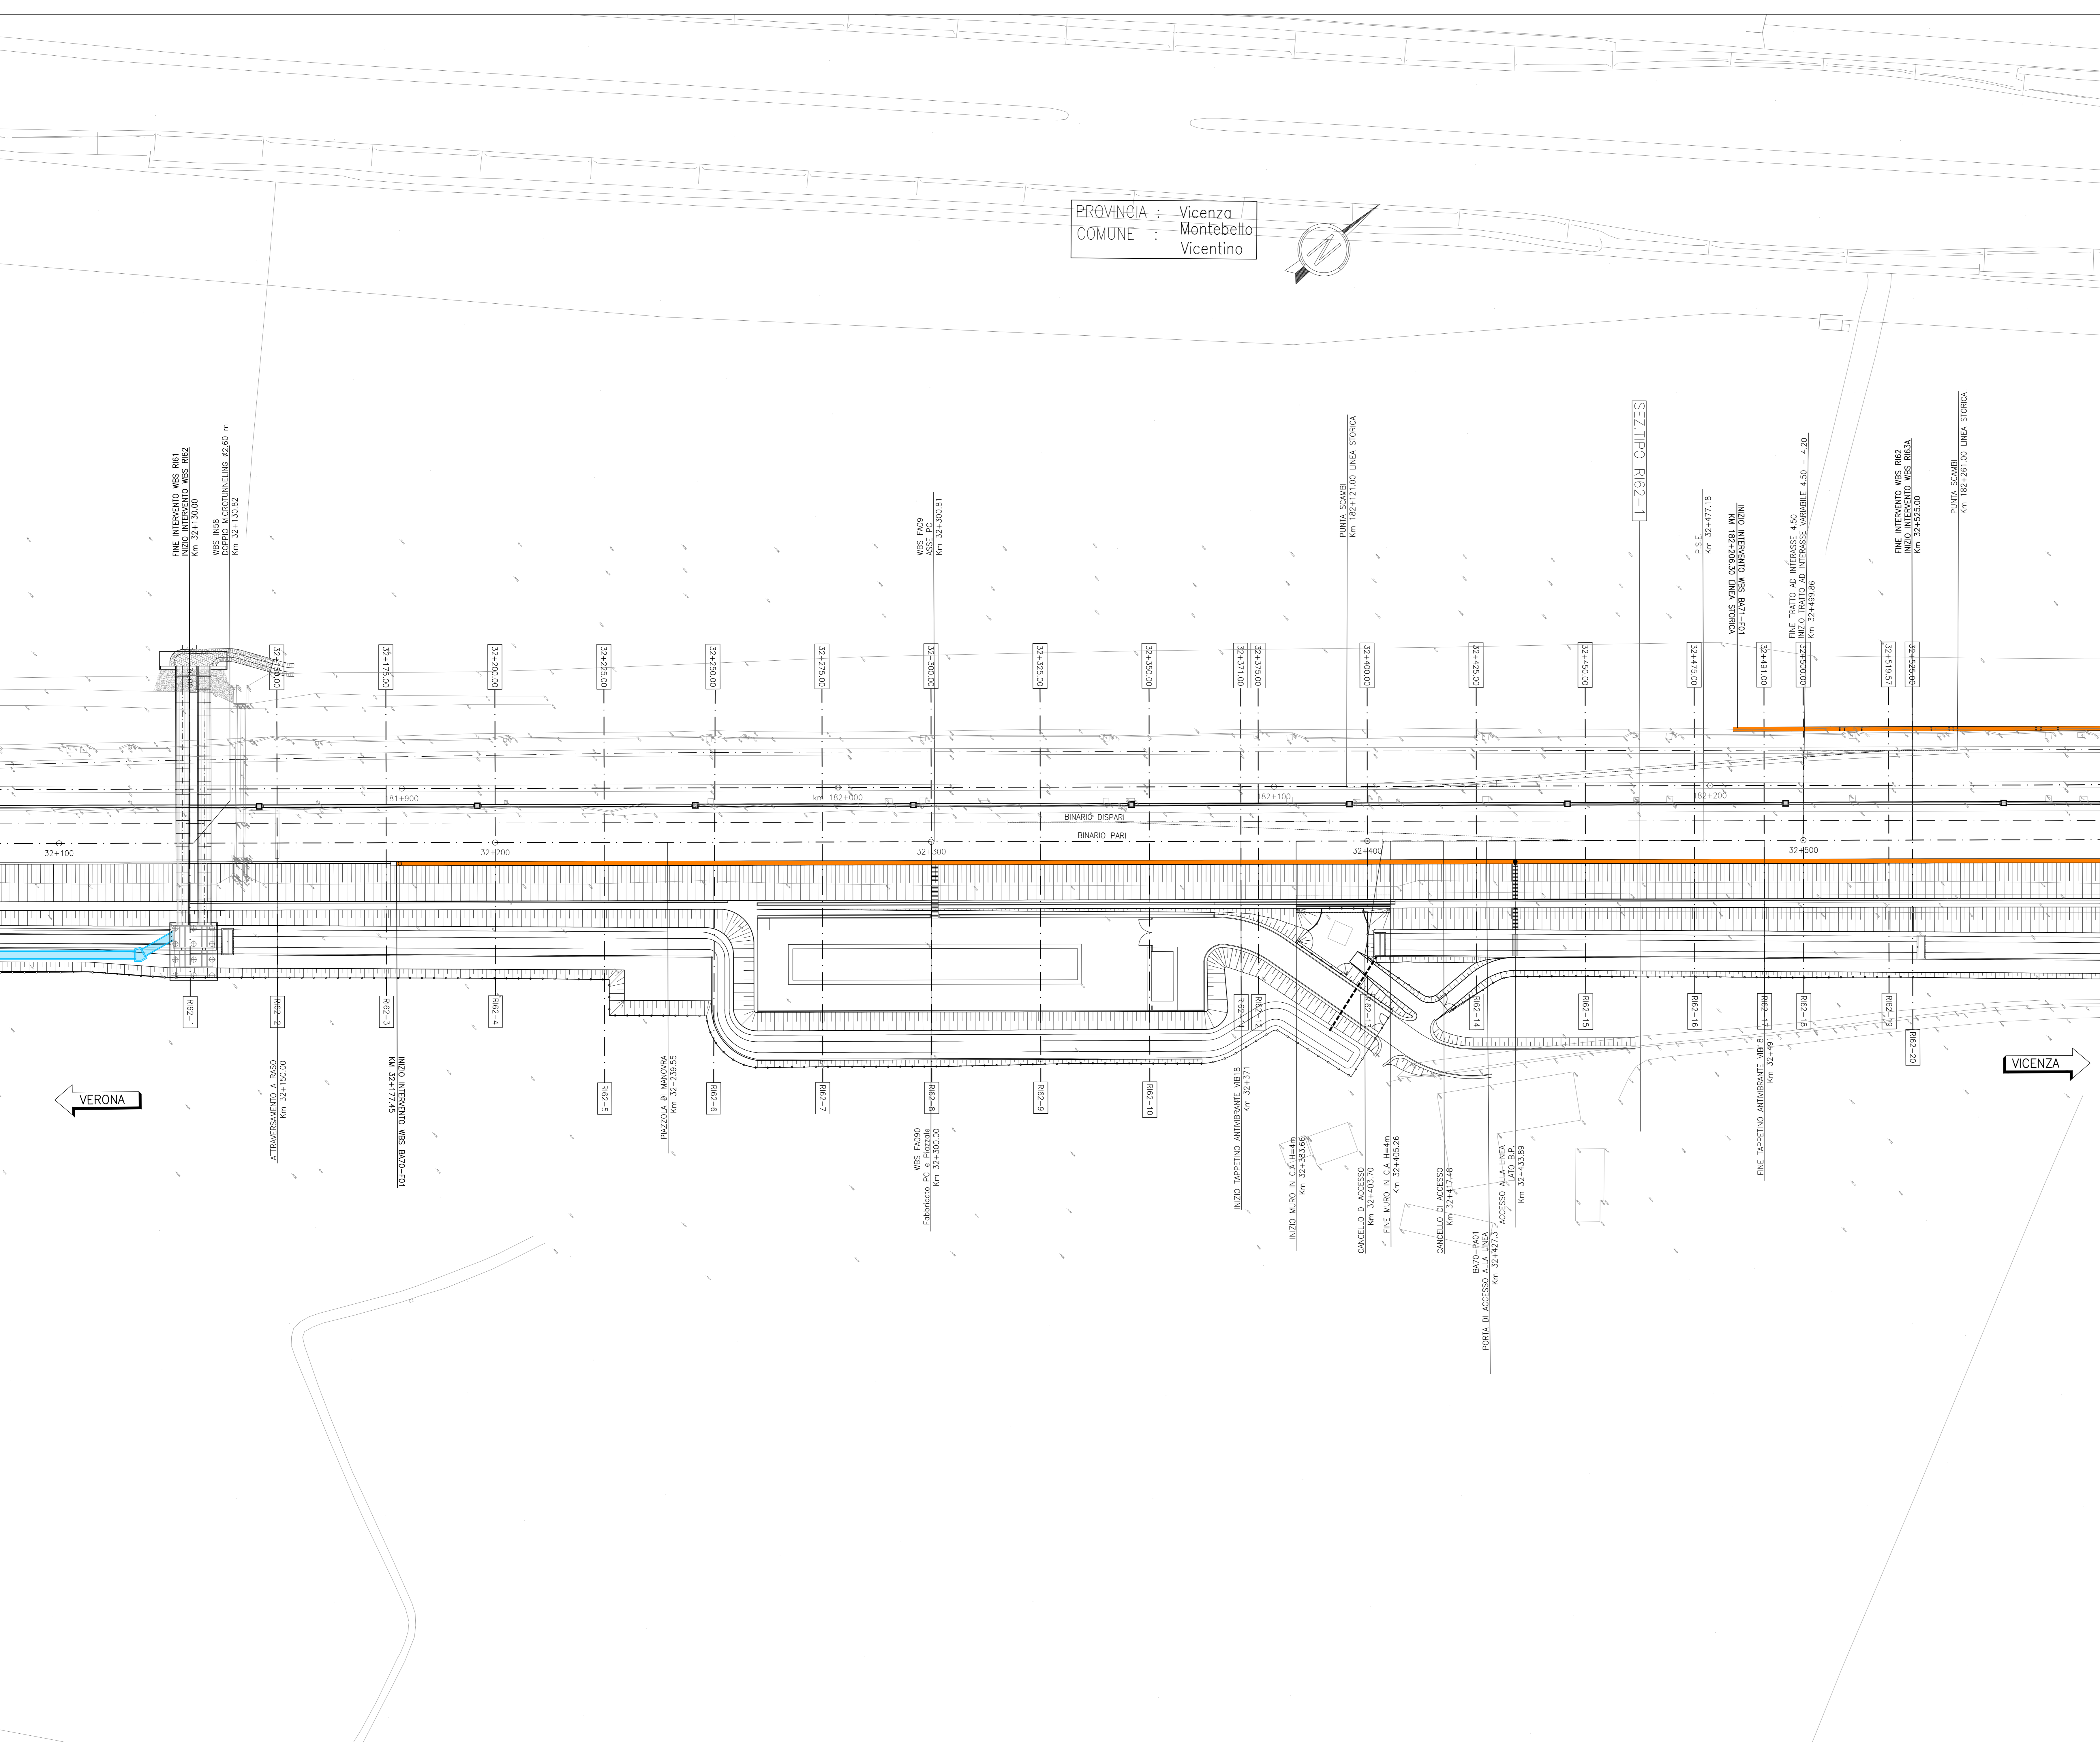 PROVINCIA : Vicenza
COMUNE : Montebello
Vicentino
N
FINE INTERVENTO WBS RI61
INIZIO INTERVENTO WBS RI62
Km 32+130.00
WBS IN58
DOPPIO MICROTUNNELING ø2,60 m
Km 32+130.82
WBS FA09
ASSE PC
Km 32+300.81
PUNTA SCAMBI
Km 182+121.00 LINEA STORICA
SEZ.TIPO RI62-1
P.S.E.
Km 32+477.18
INIZIO INTERVENTO WBS BA71-F01
KM 182+206.30 LINEA STORICA
FINE TRATTO AD INTERASSE 4.50
INIZIO TRATTO AD INTERASSE VARIABILE 4.50 - 4.20
Km 32+499.86
FINE INTERVENTO WBS RI62
INIZIO INTERVENTO WBS RI63A
Km 32+525.00
PUNTA SCAMBI
Km 182+261.00 LINEA STORICA
32+150.00
32+175.00
32+200.00
32+225.00
32+250.00
32+275.00
32+300.00
32+325.00
32+350.00
32+371.00
32+375.00
32+400.00
32+425.00
32+450.00
32+475.00
32+491.00
32+500.00
32+519.57
32+525.00
181+900
km 182+000
182+100
182+200
BINARIO DISPARI
BINARIO PARI
32+100
32+200
32+300
32+400
32+500
RI62-1
RI62-2
RI62-3
RI62-4
RI62-5
RI62-6
RI62-7
RI62-8
RI62-9
RI62-10
RI62-11
RI62-12
RI62-13
RI62-14
RI62-15
RI62-16
RI62-17
RI62-18
RI62-19
RI62-20
VERONA
VICENZA
ATTRAVERSAMENTO A RASO
Km 32+150.00
INIZIO INTERVENTO WBS BA70-F01
KM 32+177.45
PIAZZOLA DI MANOVRA
Km 32+239.55
WBS FA090
Fabbricato PC e Piazzale
Km 32+300.00
INIZIO TAPPETINO ANTIVIBRANTE VIB18
Km 32+371
INIZIO MURO IN C.A H=4m
Km 32+383.66
CANCELLO DI ACCESSO
Km 32+403.70
FINE MURO IN C.A H=4m
Km 32+405.26
CANCELLO DI ACCESSO
Km 32+417.48
BA70-PA01
PORTA DI ACCESSO ALLA LINEA
Km 32+427.3
ACCESSO ALLA LINEA
LATO B.P.
Km 32+433.89
FINE TAPPETINO ANTIVIBRANTE VIB18
Km 32+491